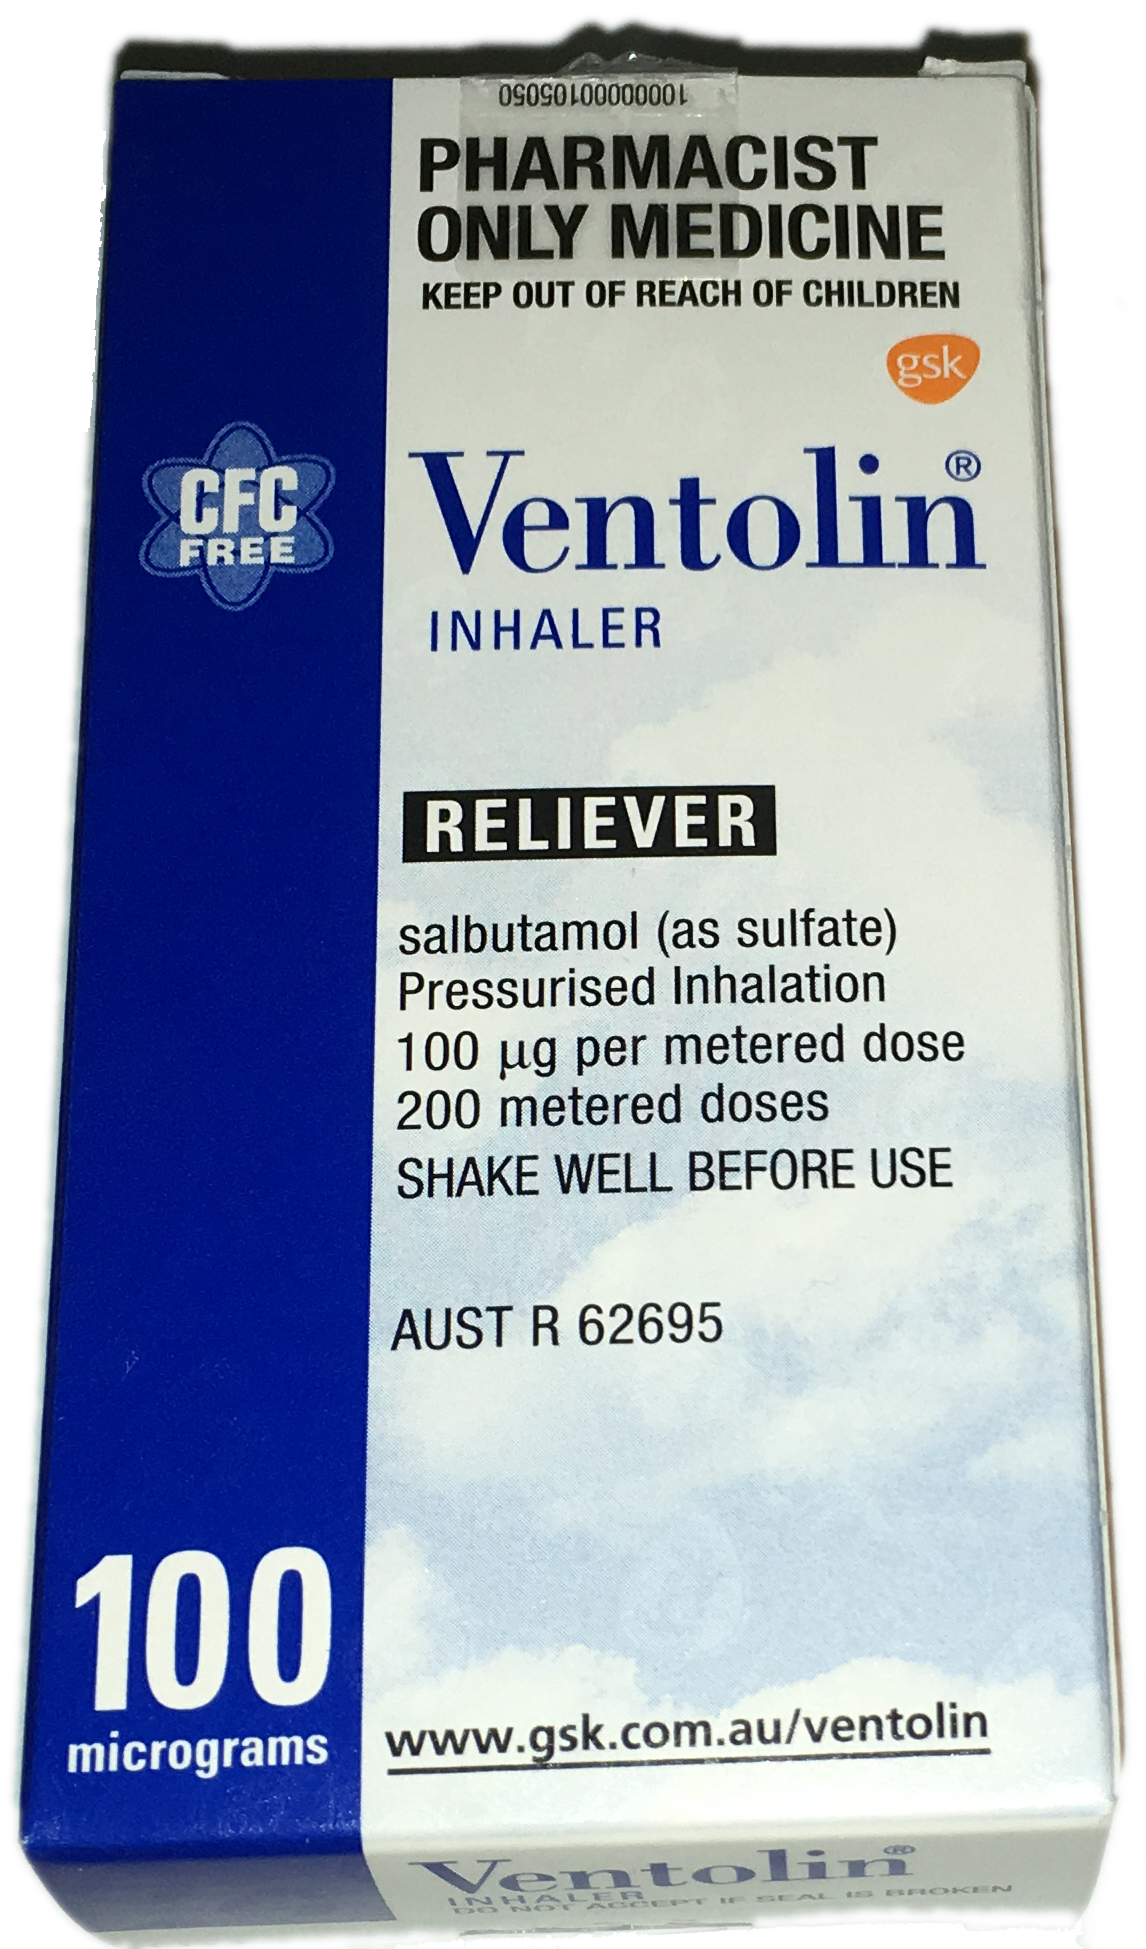 1000000105050
PHARMACIST
ONLY MEDICINE
KEEP OUT OF REACH OF CHILDREN
gsk
CFC
FREE
Ventolin®
INHALER
RELIEVER
salbutamol (as sulfate)
Pressurised Inhalation
100 µg per metered dose
200 metered doses
SHAKE WELL BEFORE USE
AUST R 62695
100
micrograms
www.gsk.com.au/ventolin
Ventolin®
INHALER
DO NOT ACCEPT IF SEAL IS BROKEN